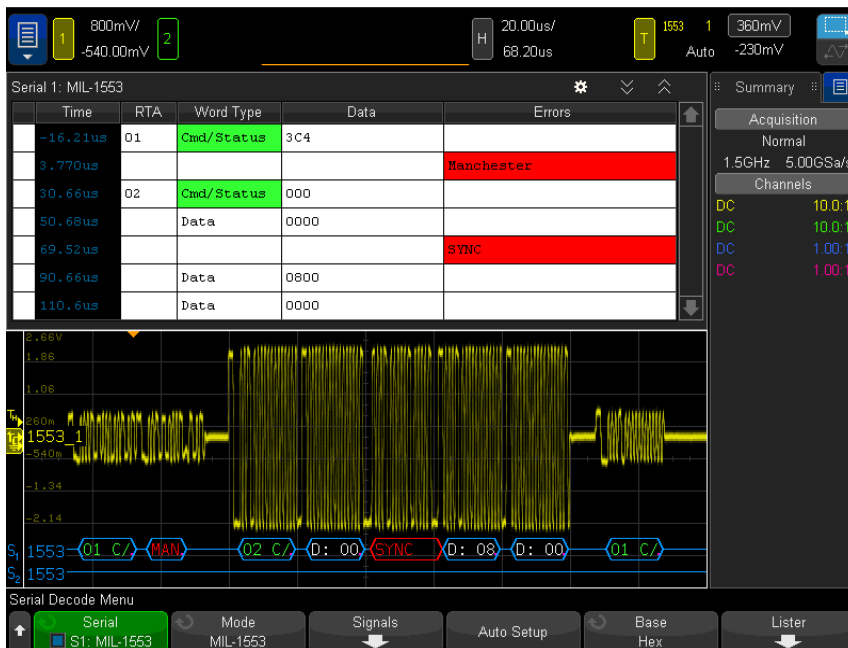 1 800mV/ -540.00mV 2 H 20.00us/ 68.20us T 1553 1 Auto 360mV -230mV
Serial 1: MIL-1553
Summary
Time RTA Word Type Data Errors
-16.21us 01 Cmd/Status 3C4
3.770us Manchester
30.66us 02 Cmd/Status 000
50.68us Data 0000
69.52us SYNC
90.66us Data 0800
110.6us Data 0000
Acquisition
Normal
1.5GHz 5.00GSa/s
Channels
DC 10.0:1
DC 10.0:1
DC 1.00:1
DC 1.00:1
2.66V
1.86
1.06
260m
1553_1
-540m
-1.34
-2.14
S1 1553 01 C/ MAN 02 C/ D: 00 SYNC D: 08 D: 00 01 C/
S2 1553
Serial Decode Menu
Serial
S1: MIL-1553
Mode
MIL-1553
Signals
Auto Setup
Base
Hex
Lister